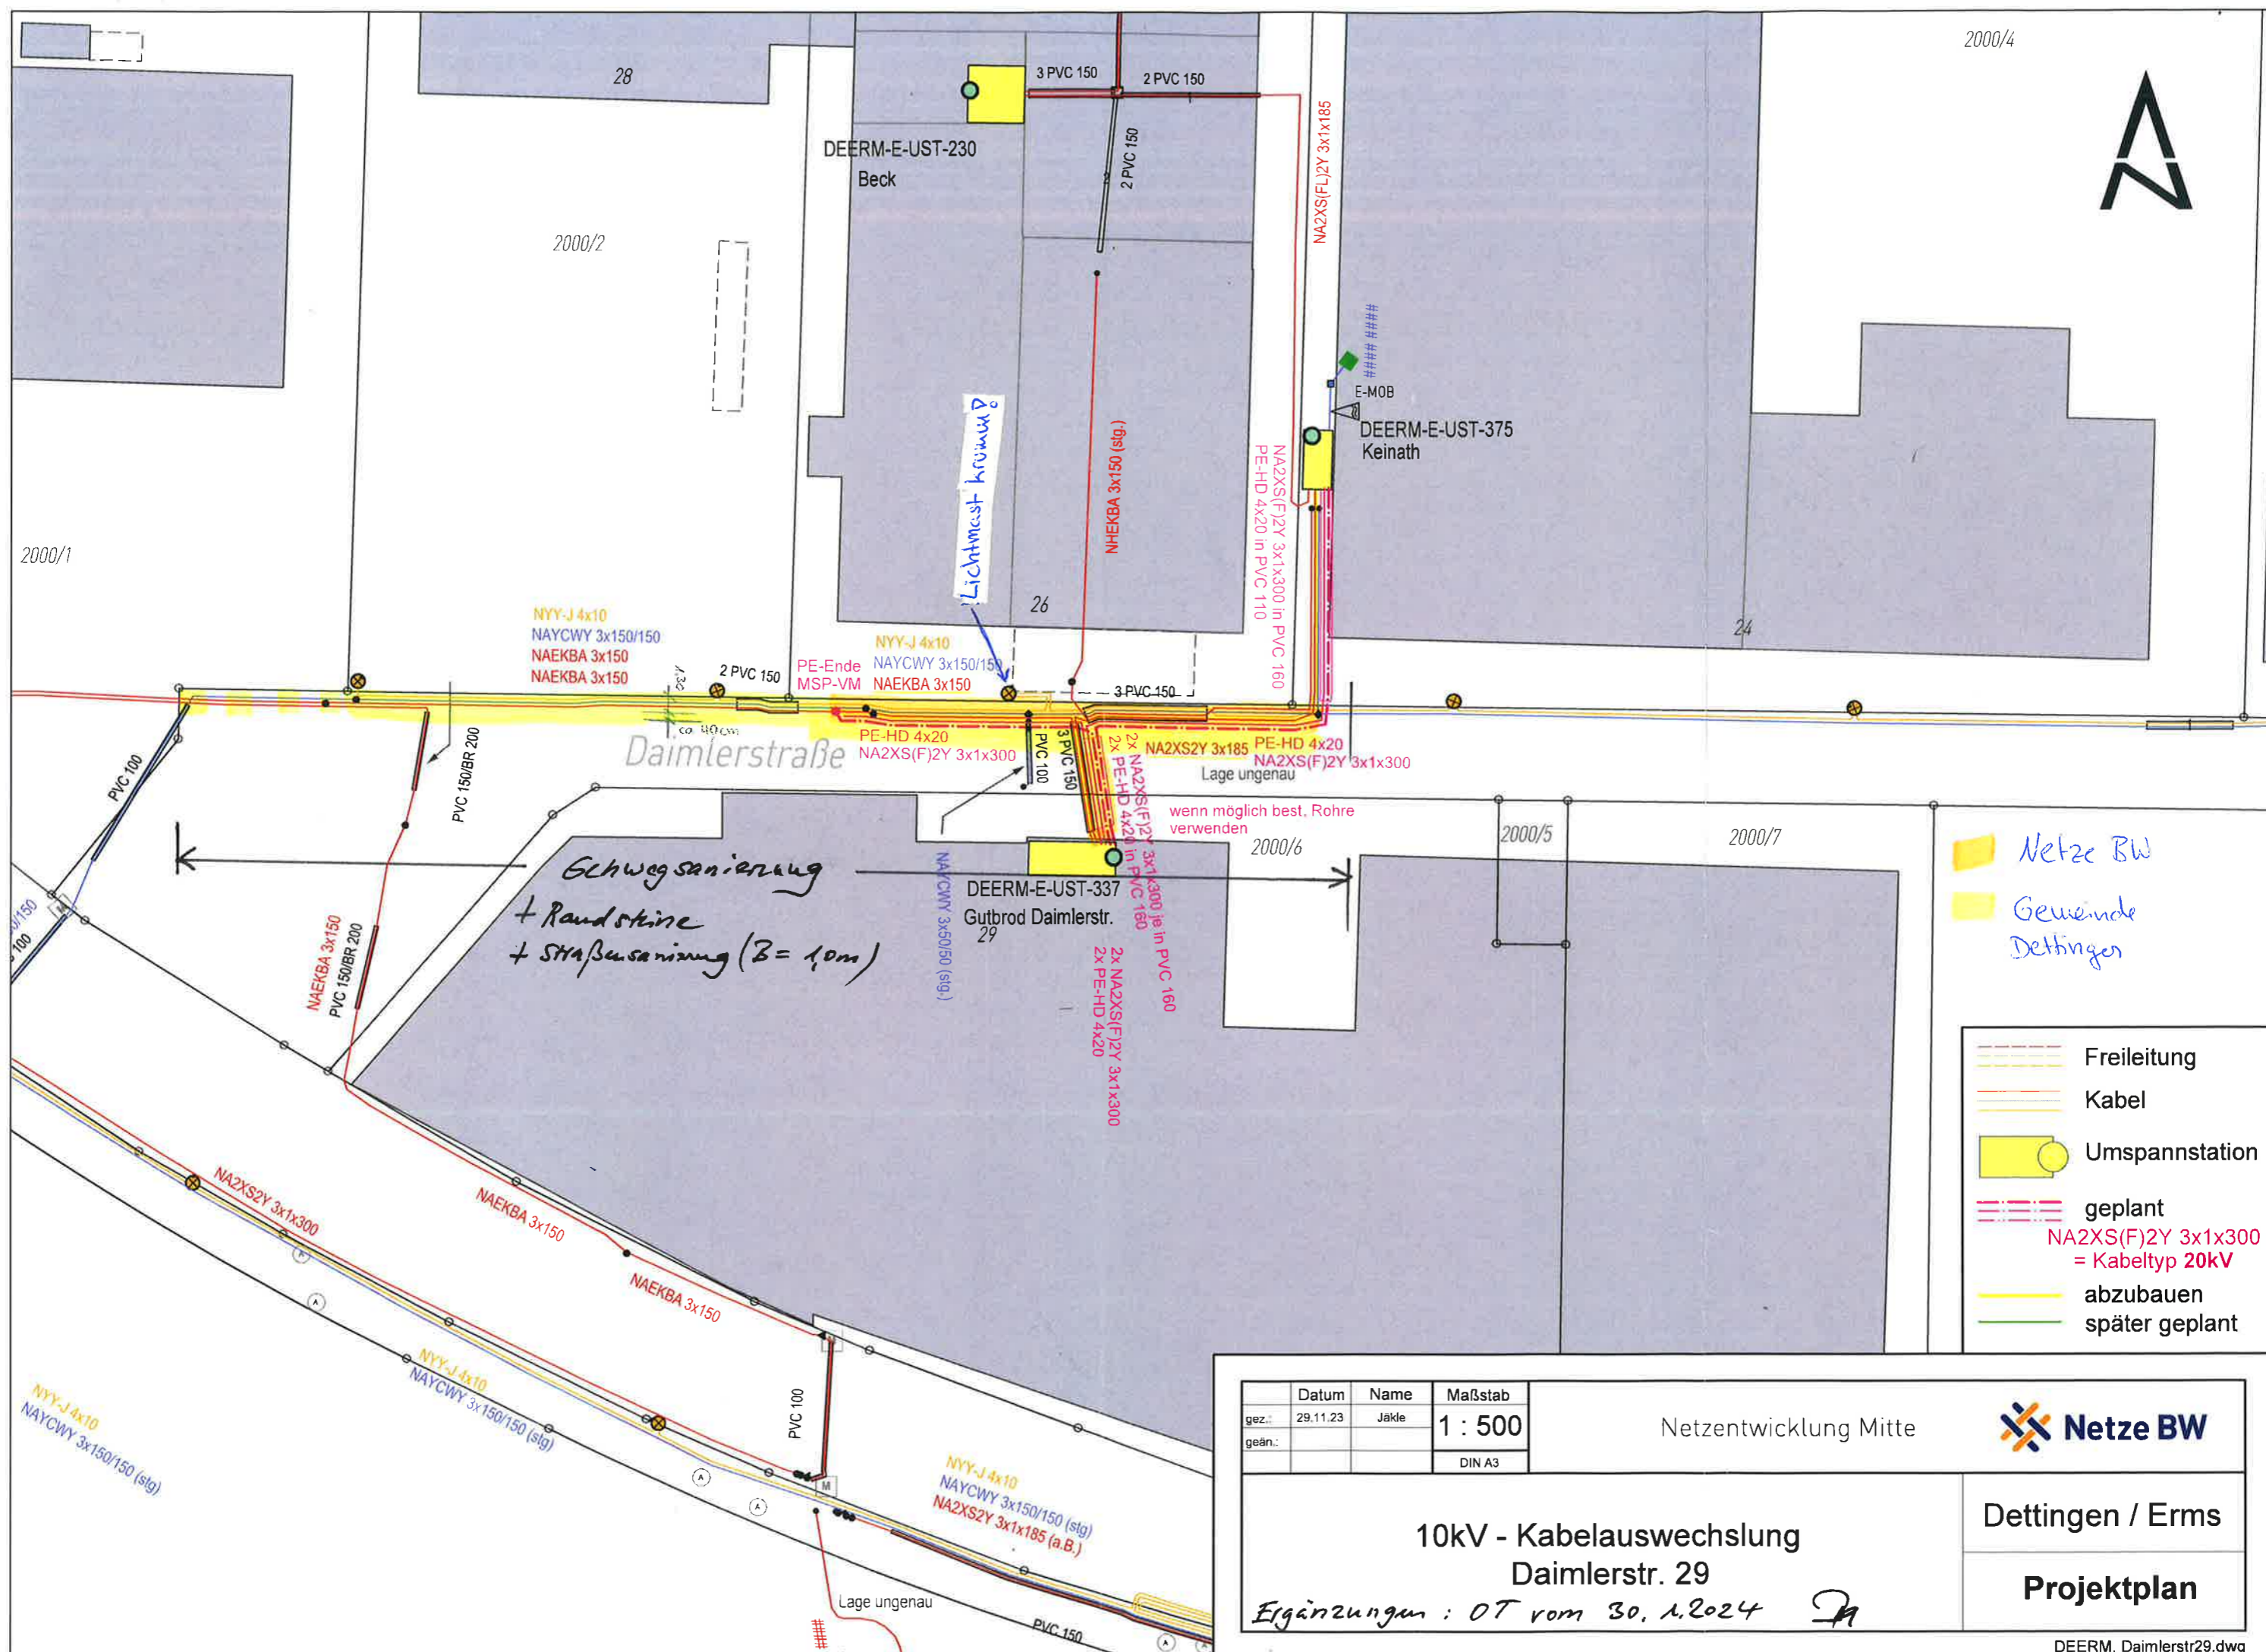 2000/4
28
3 PVC 150
2 PVC 150
DEERM-E-UST-230
Beck
2 PVC 150
NA2XS(FL)2Y 3x1x185
2000/2
#### ## ####
E-MOB
DEERM-E-UST-375
Keinath
Lichtmast krumm!
NHEKBA 3x150 (stg.)
NA2XS(F)2Y 3x1x300 in PVC 160
PE-HD 4x20 in PVC 110
2000/1
26
24
NYY-J 4x10
NAYCWY 3x150/150
NAEKBA 3x150
NAEKBA 3x150
1,30
2 PVC 150
PE-Ende
MSP-VM
NYY-J 4x10
NAYCWY 3x150/150
NAEKBA 3x150
3 PVC 150
ca 40cm
Daimlerstraße
PE-HD 4x20
NA2XS(F)2Y 3x1x300
PVC 100
3 PVC 150
NA2XS2Y 3x185
PE-HD 4x20
NA2XS(F)2Y 3x1x300
Lage ungenau
PVC 100
PVC 150/BR 200
2x NA2XS(F)2Y 3x1x300 je in PVC 160
2x PE-HD 4x20 in PVC 160
wenn möglich best. Rohre
verwenden
2000/6
2000/5
2000/7
Gehwegsanierung
+ Randsteine
+ Straßensanierung (B = 1,0m)
NAYCWY 3x50/50 (stg.)
DEERM-E-UST-337
Gutbrod Daimlerstr.
29
2x NA2XS(F)2Y 3x1x300
2x PE-HD 4x20
Netze BW
Gemeinde
Dettingen
M
0/150
100
NAEKBA 3x150
PVC 150/BR 200
Freileitung
Kabel
Umspannstation
geplant
NA2XS(F)2Y 3x1x300
= Kabeltyp 20kV
abzubauen
später geplant
NA2XS2Y 3x1x300
NAEKBA 3x150
NAEKBA 3x150
A
A
NYY-J 4x10
NAYCWY 3x150/150 (stg)
NYY-J 4x10
NAYCWY 3x150/150 (stg)
PVC 100
M
A
A
NYY-J 4x10
NAYCWY 3x150/150 (stg)
NA2XS2Y 3x1x185 (a.B.)
Lage ungenau
PVC 150
A
A
Datum Name Maßstab
gez.: 29.11.23 Jäkle 1 : 500
geän.:
DIN A3
Netzentwicklung Mitte
Netze BW
10kV - Kabelauswechslung
Daimlerstr. 29
Ergänzungen : OT vom 30.1.2024
Dettingen / Erms
Projektplan
DEERM, Daimlerstr29.dwg